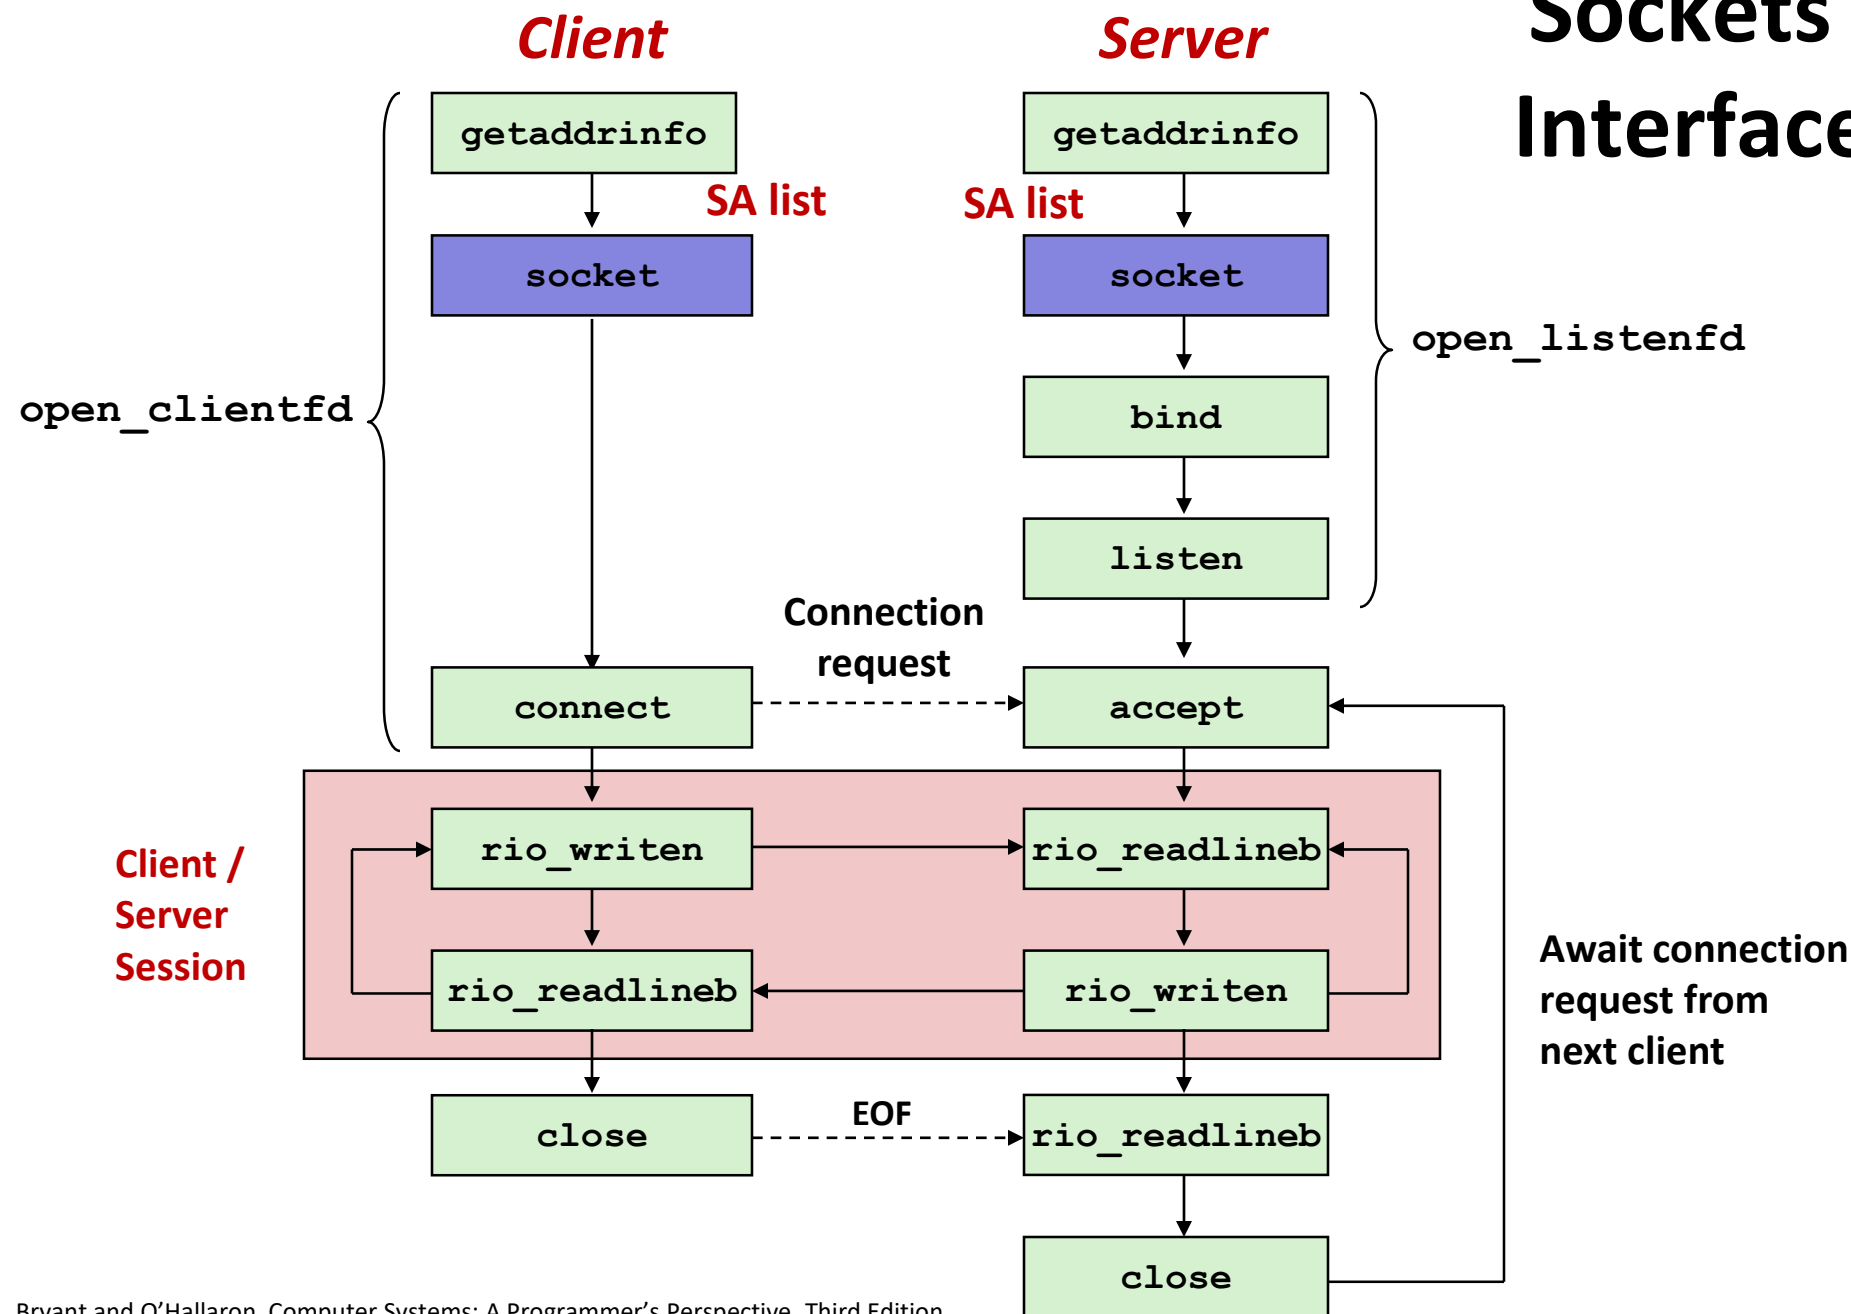 Client
Server
Sockets
Interface
getaddrinfo
getaddrinfo
SA list
SA list
socket
socket
open_listenfd
open_clientfd
bind
listen
Connection
request
connect
accept
Client /
Server
Session
rio_writen
rio_readlineb
rio_readlineb
rio_writen
Await connection
request from
next client
close
EOF
rio_readlineb
close
Bryant and O'Hallaron, Computer Systems: A Programmer's Perspective, Third Edition